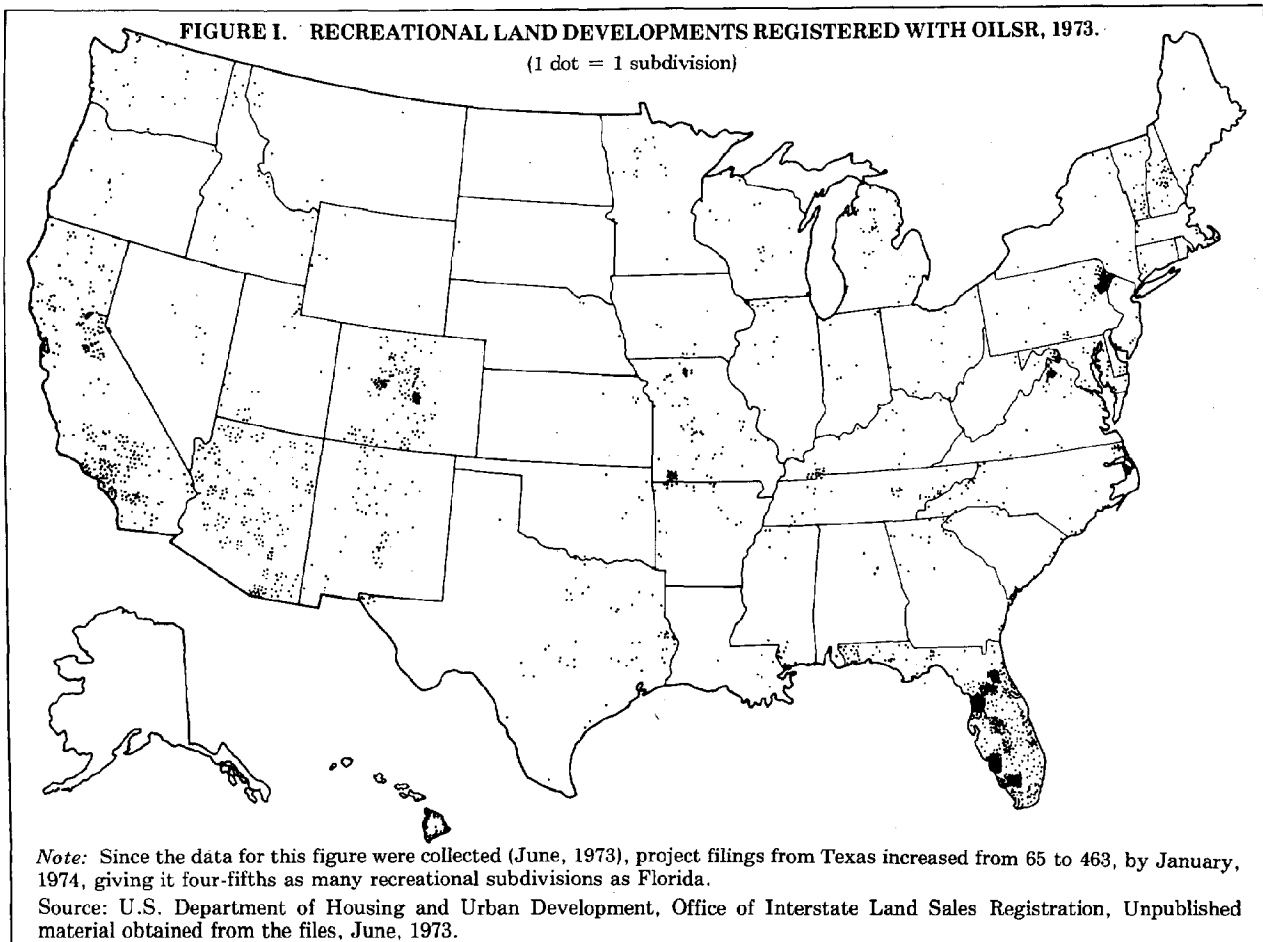 FIGURE I. RECREATIONAL LAND DEVELOPMENTS REGISTERED WITH OILSR, 1973.
(1 dot = 1 subdivision)
Note: Since the data for this figure were collected (June, 1973), project filings from Texas increased from 65 to 463, by January,
1974, giving it four-fifths as many recreational subdivisions as Florida.
Source: U.S. Department of Housing and Urban Development, Office of Interstate Land Sales Registration, Unpublished
material obtained from the files, June, 1973.